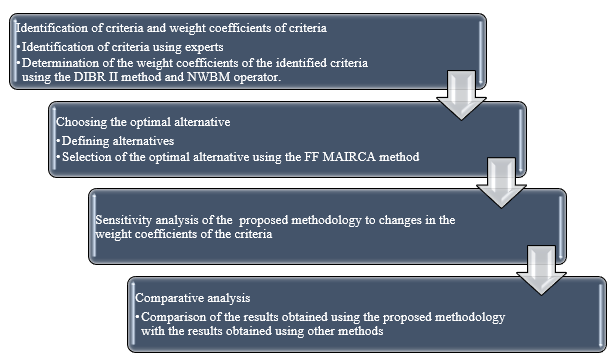 Identification of criteria and weight coefficients of criteria
•Identification of criteria using experts
•Determination of the weight coefficients of the identified criteria
using the DIBR II method and NWBM operator.
Choosing the optimal alternative
•Defining alternatives
•Selection of the optimal alternative using the FF MAIRCA method
Sensitivity analysis of the proposed methodology to changes in the
weight coefficients of the criteria
Comparative analysis
•Comparison of the results obtained using the proposed methodology
with the results obtained using other methods